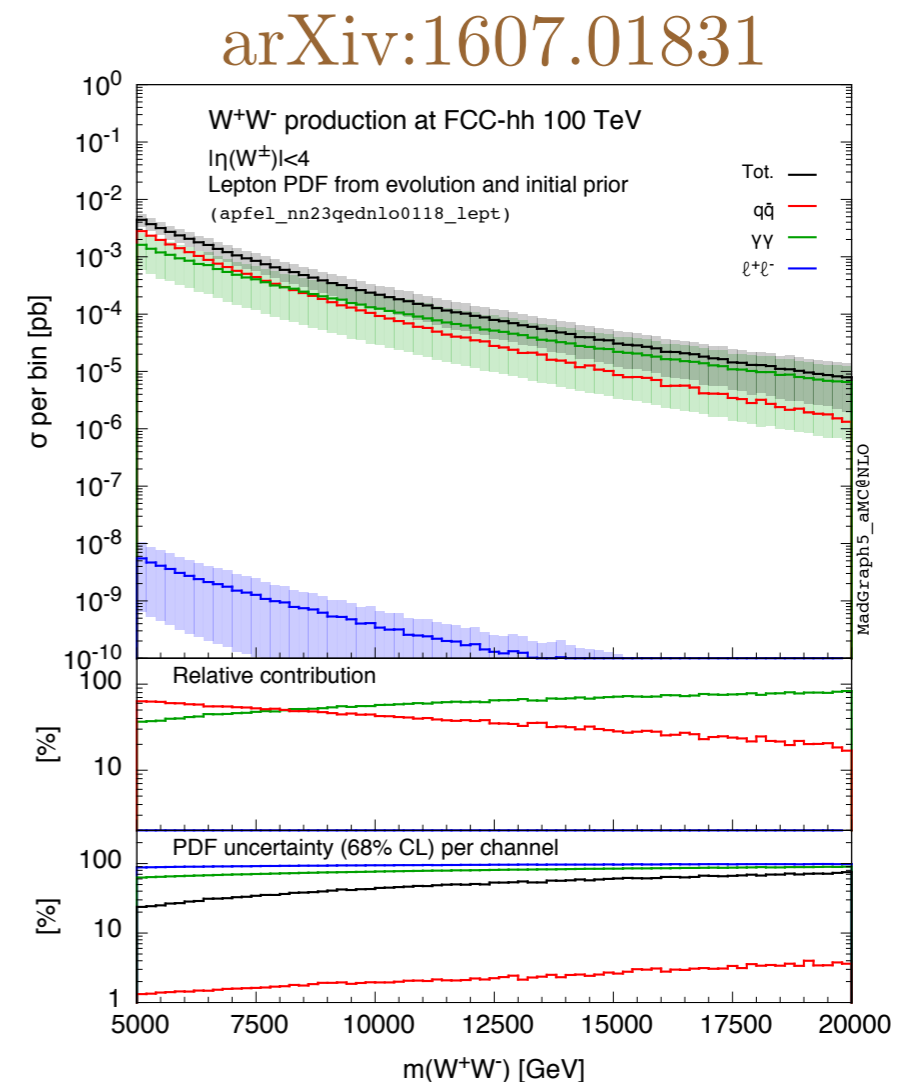 arXiv:1607.01831
W⁺W⁻ production at FCC-hh 100 TeV
|η(W±)|<4
Lepton PDF from evolution and initial prior
(apfel_nn23qednlo0118_lept)
Tot.
qq̄
γγ
ℓ⁺ℓ⁻
10⁰
10⁻¹
10⁻²
10⁻³
10⁻⁴
10⁻⁵
10⁻⁶
10⁻⁷
10⁻⁸
10⁻⁹
10⁻¹⁰
σ per bin [pb]
MadGraph5_aMC@NLO
Relative contribution
100
10
[%]
PDF uncertainty (68% CL) per channel
100
10
1
[%]
5000 7500 10000 12500 15000 17500 20000
m(W⁺W⁻) [GeV]